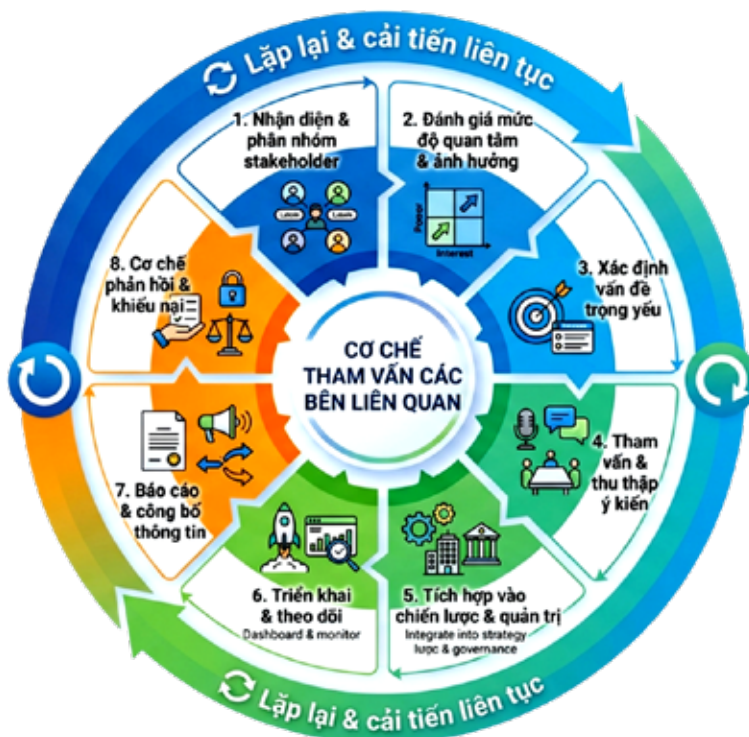 Lặp lại & cải tiến liên tục
1. Nhận diện &
phân nhóm
stakeholder
2. Đánh giá mức
độ quan tâm
& ảnh hưởng
Power
Interest
3. Xác định
vấn đề
trọng yếu
4. Tham
vấn &
thu thập
ý kiến
5. Tích hợp vào
chiến lược & quản trị
Integrate into strategy
lược & governance
6. Triển khai
& theo dõi
Dashboard & monitor
7. Báo cáo
& công bố
thông tin
8. Cơ chế
phản hồi &
khiếu nại
CƠ CHẾ
THAM VẤN CÁC
BÊN LIÊN QUAN
Lặp lại & cải tiến liên tục